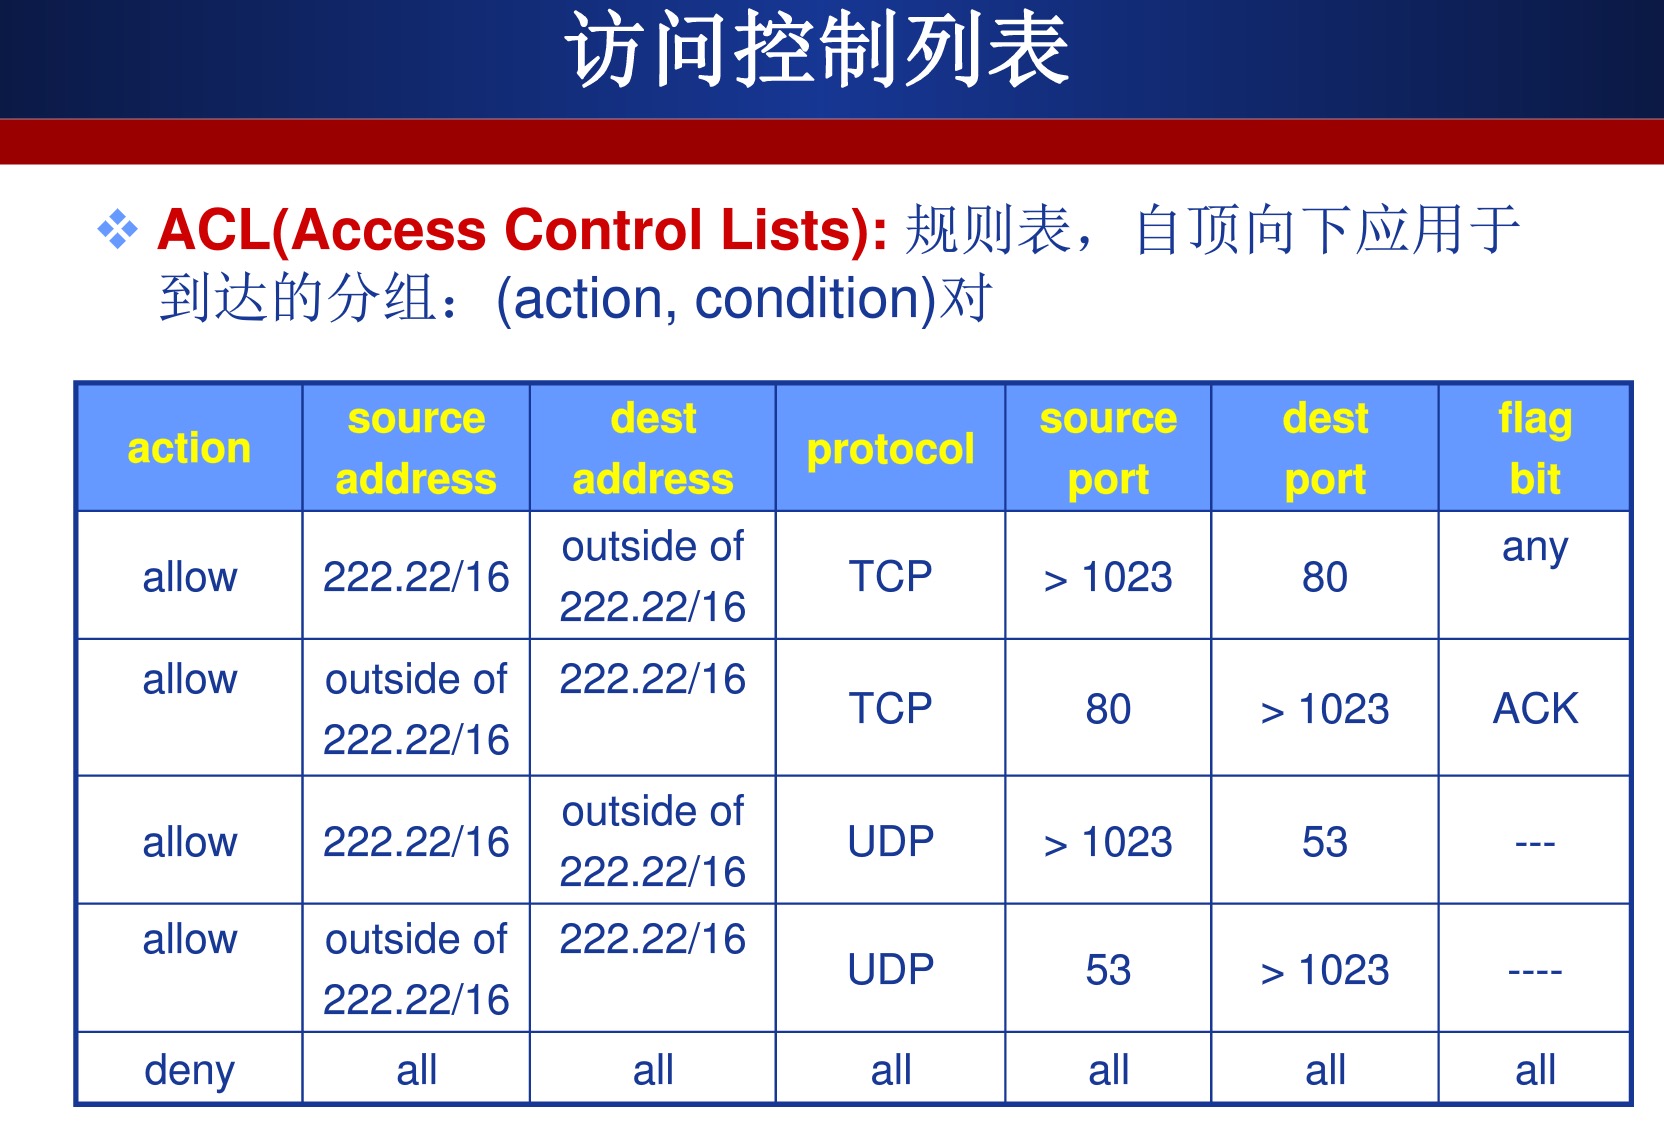 访问控制列表
ACL(Access Control Lists): 规则表，自顶向下应用于
到达的分组：(action, condition)对
action source address dest address protocol source port dest port flag bit
allow 222.22/16 outside of 222.22/16 TCP > 1023 80 any
allow outside of 222.22/16 222.22/16 TCP 80 > 1023 ACK
allow 222.22/16 outside of 222.22/16 UDP > 1023 53 ---
allow outside of 222.22/16 222.22/16 UDP 53 > 1023 ----
deny all all all all all all